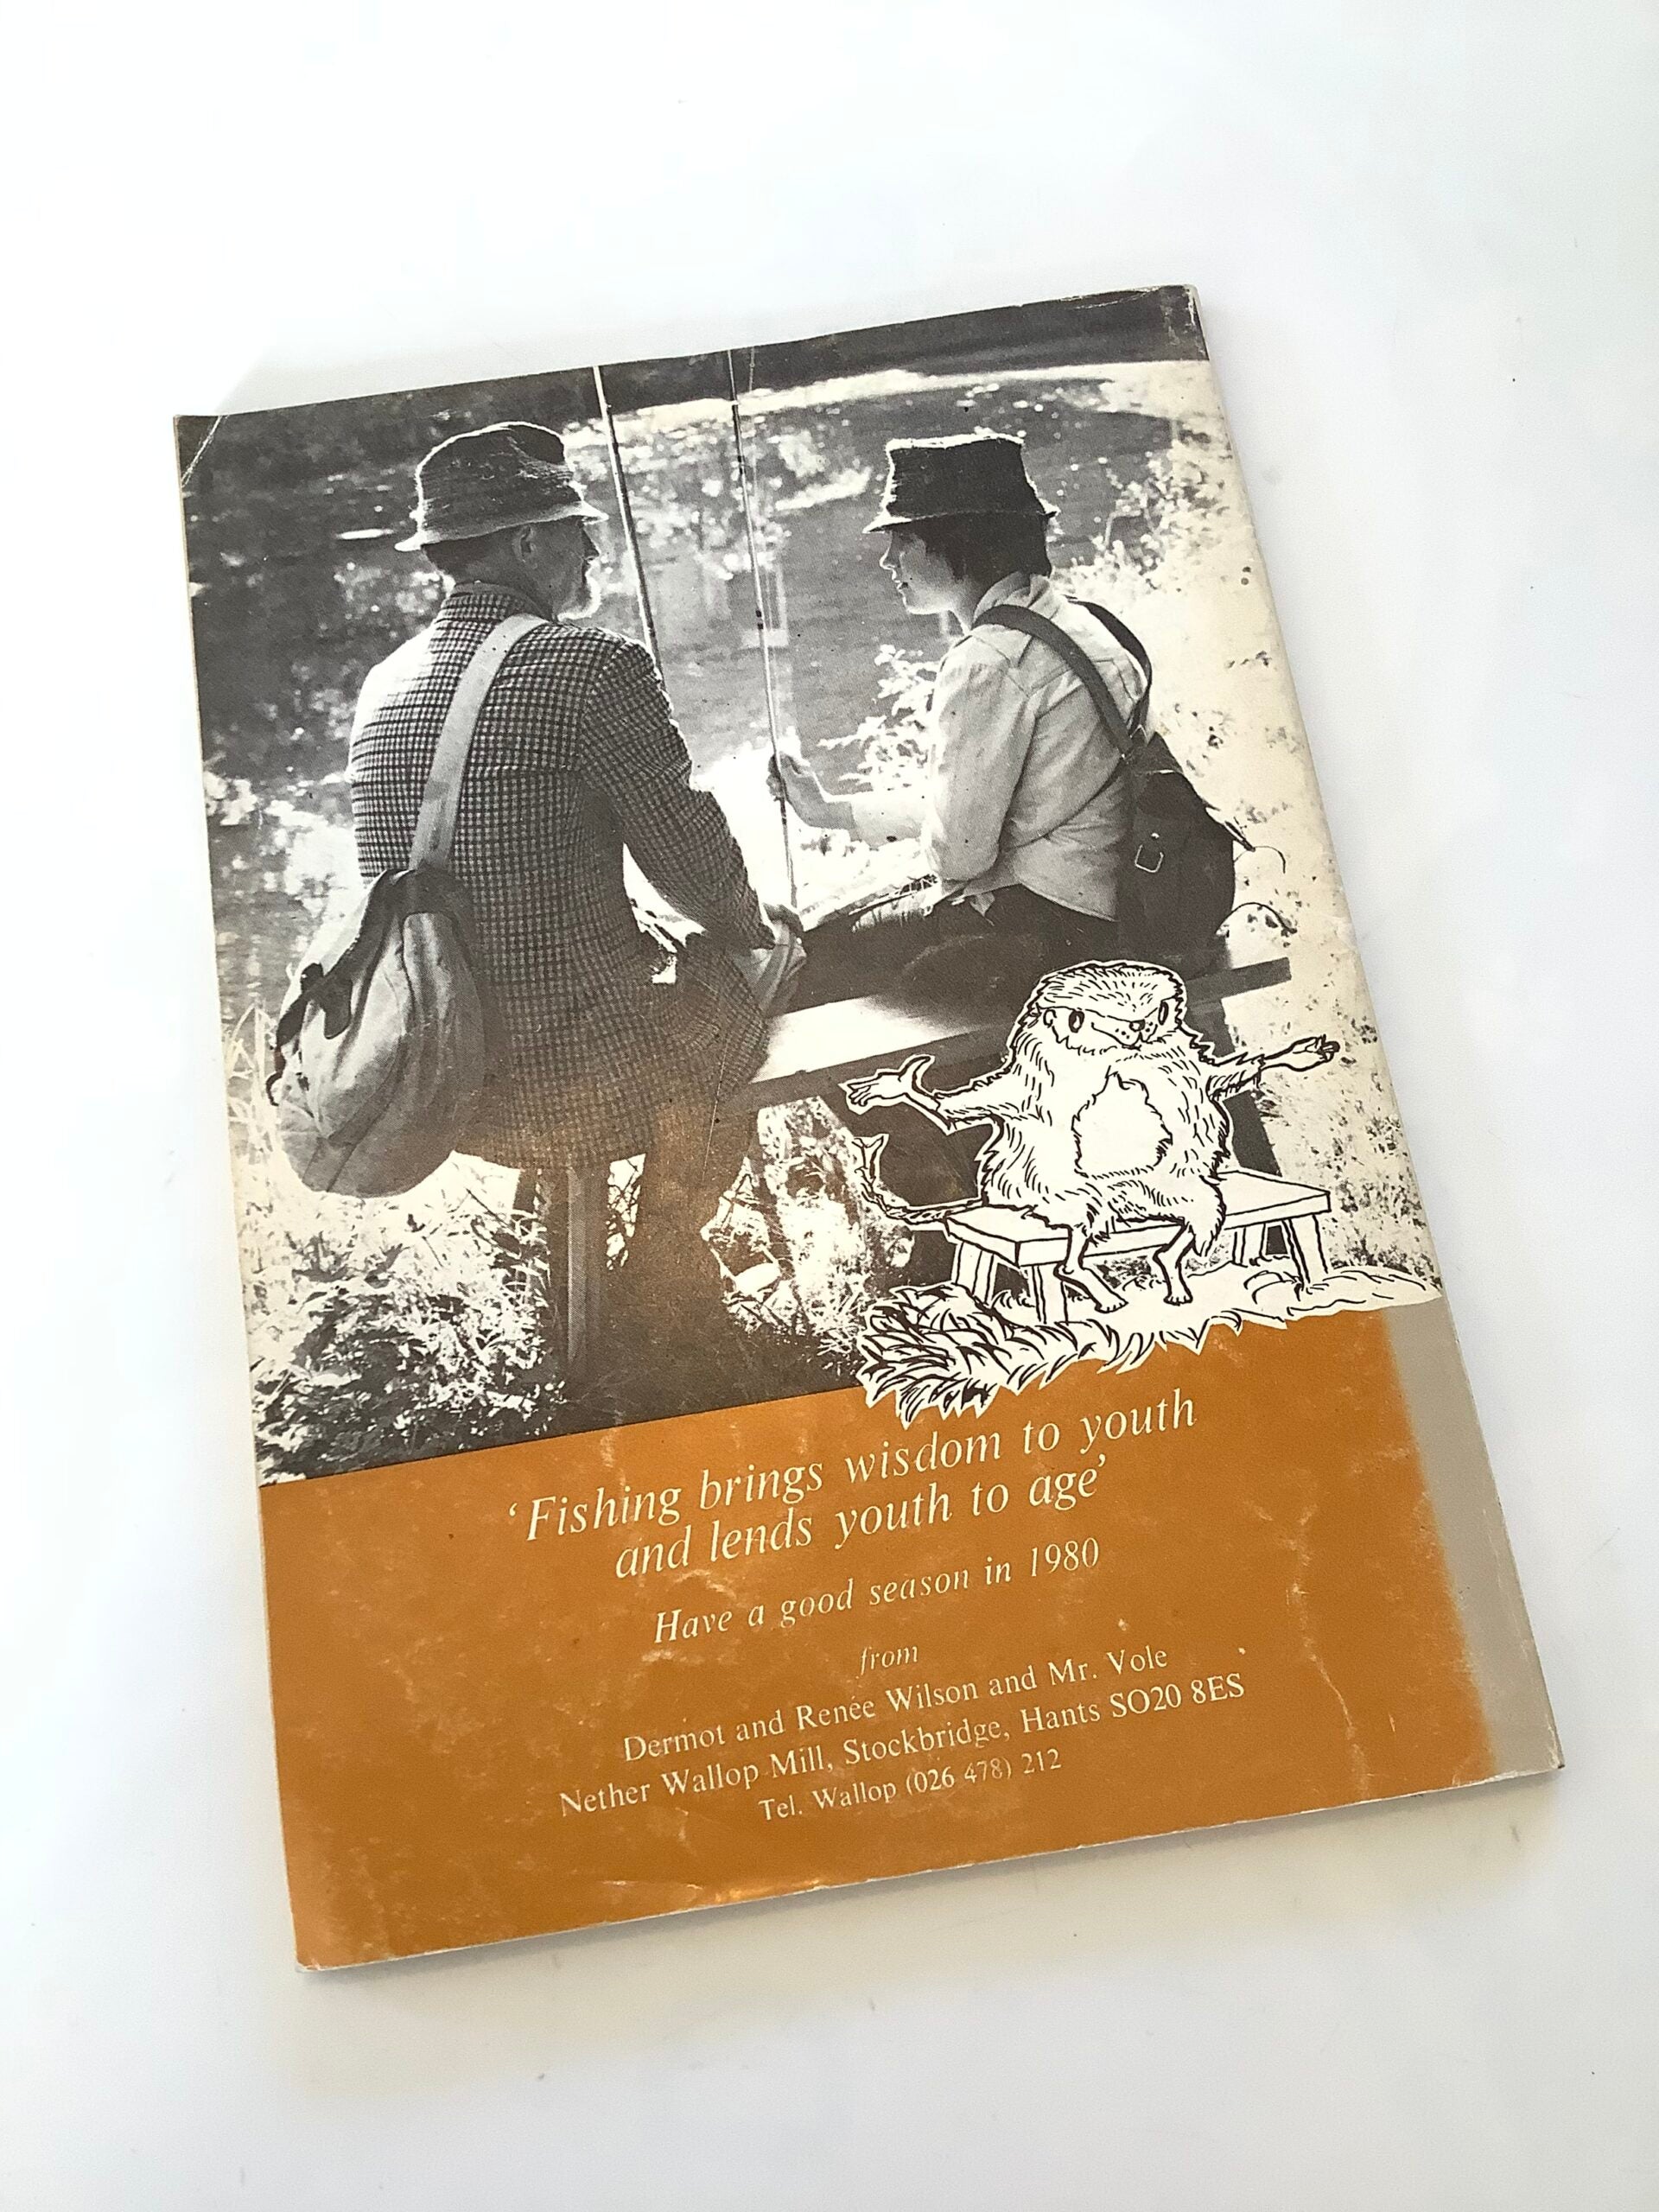 ‘Fishing brings wisdom to youth
and lends youth to age’
Have a good season in 1980
from
Dermot and Renée Wilson and Mr. Vole
Nether Wallop Mill, Stockbridge, Hants SO20 8ES
Tel. Wallop (026 478) 212